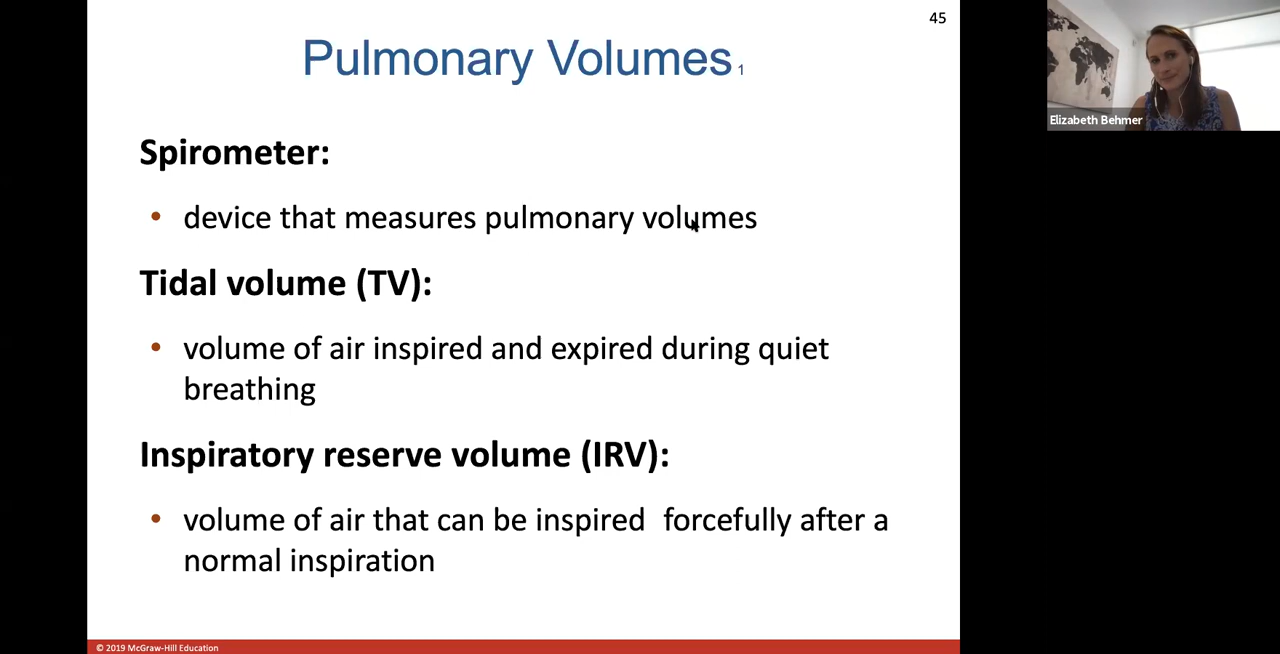 45
Pulmonary Volumes 1
Elizabeth Behmer
Spirometer:
• device that measures pulmonary volumes
Tidal volume (TV):
• volume of air inspired and expired during quiet
breathing
Inspiratory reserve volume (IRV):
• volume of air that can be inspired  forcefully after a
normal inspiration
© 2019 McGraw-Hill Education